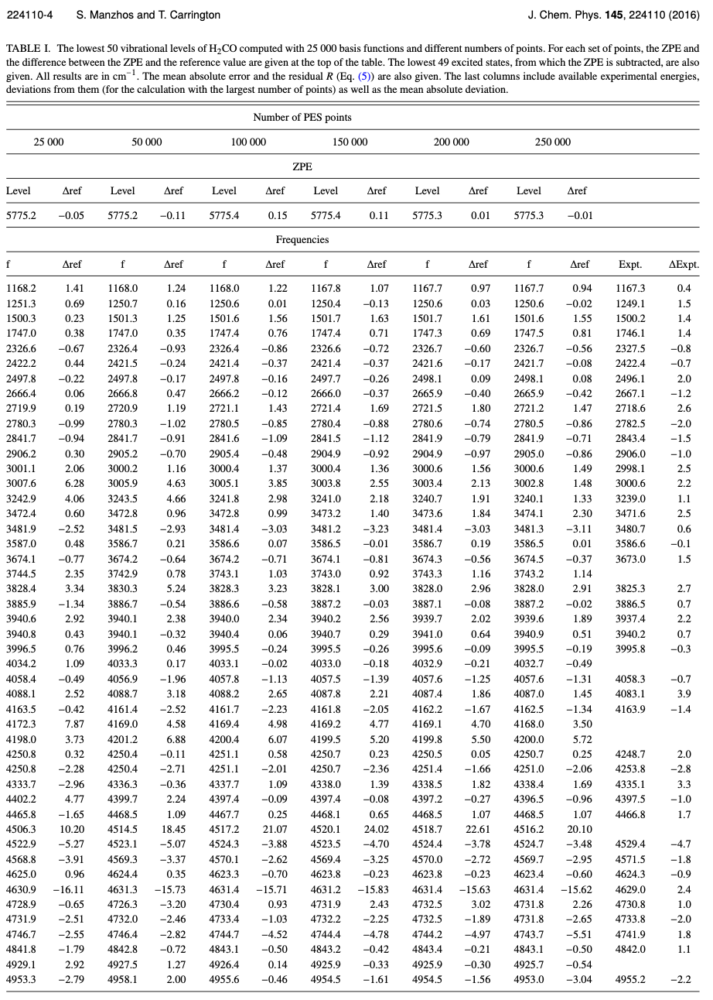 224110-4 S. Manzhos and T. Carrington J. Chem. Phys. 145, 224110 (2016)
TABLE I. The lowest 50 vibrational levels of H₂CO computed with 25 000 basis functions and different numbers of points. For each set of points, the ZPE and
the difference between the ZPE and the reference value are given at the top of the table. The lowest 49 excited states, from which the ZPE is subtracted, are also
given. All results are in cm⁻¹. The mean absolute error and the residual R (Eq. (5)) are also given. The last columns include available experimental energies,
deviations from them (for the calculation with the largest number of points) as well as the mean absolute deviation.
Number of PES points
25 000 50 000 100 000 150 000 200 000 250 000
ZPE
Level Δref Level Δref Level Δref Level Δref Level Δref Level Δref
5775.2 −0.05 5775.2 −0.11 5775.4 0.15 5775.4 0.11 5775.3 0.01 5775.3 −0.01
Frequencies
f Δref f Δref f Δref f Δref f Δref f Δref Expt. ΔExpt.
1168.2 1.41 1168.0 1.24 1168.0 1.22 1167.8 1.07 1167.7 0.97 1167.7 0.94 1167.3 0.4
1251.3 0.69 1250.7 0.16 1250.6 0.01 1250.4 −0.13 1250.6 0.03 1250.6 −0.02 1249.1 1.5
1500.3 0.23 1501.3 1.25 1501.6 1.56 1501.7 1.63 1501.7 1.61 1501.6 1.55 1500.2 1.4
1747.0 0.38 1747.0 0.35 1747.4 0.76 1747.4 0.71 1747.3 0.69 1747.5 0.81 1746.1 1.4
2326.6 −0.67 2326.4 −0.93 2326.4 −0.86 2326.6 −0.72 2326.7 −0.60 2326.7 −0.56 2327.5 −0.8
2422.2 0.44 2421.5 −0.24 2421.4 −0.37 2421.4 −0.37 2421.6 −0.17 2421.7 −0.08 2422.4 −0.7
2497.8 −0.22 2497.8 −0.17 2497.8 −0.16 2497.7 −0.26 2498.1 0.09 2498.1 0.08 2496.1 2.0
2666.4 0.06 2666.8 0.47 2666.2 −0.12 2666.0 −0.37 2665.9 −0.40 2665.9 −0.42 2667.1 −1.2
2719.9 0.19 2720.9 1.19 2721.1 1.43 2721.4 1.69 2721.5 1.80 2721.2 1.47 2718.6 2.6
2780.3 −0.99 2780.3 −1.02 2780.5 −0.85 2780.4 −0.88 2780.6 −0.74 2780.5 −0.86 2782.5 −2.0
2841.7 −0.94 2841.7 −0.91 2841.6 −1.09 2841.5 −1.12 2841.9 −0.79 2841.9 −0.71 2843.4 −1.5
2906.2 0.30 2905.2 −0.70 2905.4 −0.48 2904.9 −0.92 2904.9 −0.97 2905.0 −0.86 2906.0 −1.0
3001.1 2.06 3000.2 1.16 3000.4 1.37 3000.4 1.36 3000.6 1.56 3000.6 1.49 2998.1 2.5
3007.6 6.28 3005.9 4.63 3005.1 3.85 3003.8 2.55 3003.4 2.13 3002.8 1.48 3000.6 2.2
3242.9 4.06 3243.5 4.66 3241.8 2.98 3241.0 2.18 3240.7 1.91 3240.1 1.33 3239.0 1.1
3472.4 0.60 3472.8 0.96 3472.8 0.99 3473.2 1.40 3473.6 1.84 3474.1 2.30 3471.6 2.5
3481.9 −2.52 3481.5 −2.93 3481.4 −3.03 3481.2 −3.23 3481.4 −3.03 3481.3 −3.11 3480.7 0.6
3587.0 0.48 3586.7 0.21 3586.6 0.07 3586.5 −0.01 3586.7 0.19 3586.5 0.01 3586.6 −0.1
3674.1 −0.77 3674.2 −0.64 3674.2 −0.71 3674.1 −0.81 3674.3 −0.56 3674.5 −0.37 3673.0 1.5
3744.5 2.35 3742.9 0.78 3743.1 1.03 3743.0 0.92 3743.3 1.16 3743.2 1.14
3828.4 3.34 3830.3 5.24 3828.3 3.23 3828.1 3.00 3828.0 2.96 3828.0 2.91 3825.3 2.7
3885.9 −1.34 3886.7 −0.54 3886.6 −0.58 3887.2 −0.03 3887.1 −0.08 3887.2 −0.02 3886.5 0.7
3940.6 2.92 3940.1 2.38 3940.0 2.34 3940.2 2.56 3939.7 2.02 3939.6 1.89 3937.4 2.2
3940.8 0.43 3940.1 −0.32 3940.4 0.06 3940.7 0.29 3941.0 0.64 3940.9 0.51 3940.2 0.7
3996.5 0.76 3996.2 0.46 3995.5 −0.24 3995.5 −0.26 3995.6 −0.09 3995.5 −0.19 3995.8 −0.3
4034.2 1.09 4033.3 0.17 4033.1 −0.02 4033.0 −0.18 4032.9 −0.21 4032.7 −0.49
4058.4 −0.49 4056.9 −1.96 4057.8 −1.13 4057.5 −1.39 4057.6 −1.25 4057.6 −1.31 4058.3 −0.7
4088.1 2.52 4088.7 3.18 4088.2 2.65 4087.8 2.21 4087.4 1.86 4087.0 1.45 4083.1 3.9
4163.5 −0.42 4161.4 −2.52 4161.7 −2.23 4161.8 −2.05 4162.2 −1.67 4162.5 −1.34 4163.9 −1.4
4172.3 7.87 4169.0 4.58 4169.4 4.98 4169.2 4.77 4169.1 4.70 4168.0 3.50
4198.0 3.73 4201.2 6.88 4200.4 6.07 4199.5 5.20 4199.8 5.50 4200.0 5.72
4250.8 0.32 4250.4 −0.11 4251.1 0.58 4250.7 0.23 4250.5 0.05 4250.7 0.25 4248.7 2.0
4250.8 −2.28 4250.4 −2.71 4251.1 −2.01 4250.7 −2.36 4251.4 −1.66 4251.0 −2.06 4253.8 −2.8
4333.7 −2.96 4336.3 −0.36 4337.7 1.09 4338.0 1.39 4338.5 1.82 4338.4 1.69 4335.1 3.3
4402.2 4.77 4399.7 2.24 4397.4 −0.09 4397.4 −0.08 4397.2 −0.27 4396.5 −0.96 4397.5 −1.0
4465.8 −1.65 4468.5 1.09 4467.7 0.25 4468.1 0.65 4468.5 1.07 4468.5 1.07 4466.8 1.7
4506.3 10.20 4514.5 18.45 4517.2 21.07 4520.1 24.02 4518.7 22.61 4516.2 20.10
4522.9 −5.27 4523.1 −5.07 4524.3 −3.88 4523.5 −4.70 4524.4 −3.78 4524.7 −3.48 4529.4 −4.7
4568.8 −3.91 4569.3 −3.37 4570.1 −2.62 4569.4 −3.25 4570.0 −2.72 4569.7 −2.95 4571.5 −1.8
4625.0 0.96 4624.4 0.35 4623.3 −0.70 4623.8 −0.23 4623.8 −0.23 4623.4 −0.60 4624.3 −0.9
4630.9 −16.11 4631.3 −15.73 4631.4 −15.71 4631.2 −15.83 4631.4 −15.63 4631.4 −15.62 4629.0 2.4
4728.9 −0.65 4726.3 −3.20 4730.4 0.93 4731.9 2.43 4732.5 3.02 4731.8 2.26 4730.8 1.0
4731.9 −2.51 4732.0 −2.46 4733.4 −1.03 4732.2 −2.25 4732.5 −1.89 4731.8 −2.65 4733.8 −2.0
4746.7 −2.55 4746.4 −2.82 4744.7 −4.52 4744.4 −4.78 4744.2 −4.97 4743.7 −5.51 4741.9 1.8
4841.8 −1.79 4842.8 −0.72 4843.1 −0.50 4843.2 −0.42 4843.4 −0.21 4843.1 −0.50 4842.0 1.1
4929.1 2.92 4927.5 1.27 4926.4 0.14 4925.9 −0.33 4925.9 −0.30 4925.7 −0.54
4953.3 −2.79 4958.1 2.00 4955.6 −0.46 4954.5 −1.61 4954.5 −1.56 4953.0 −3.04 4955.2 −2.2